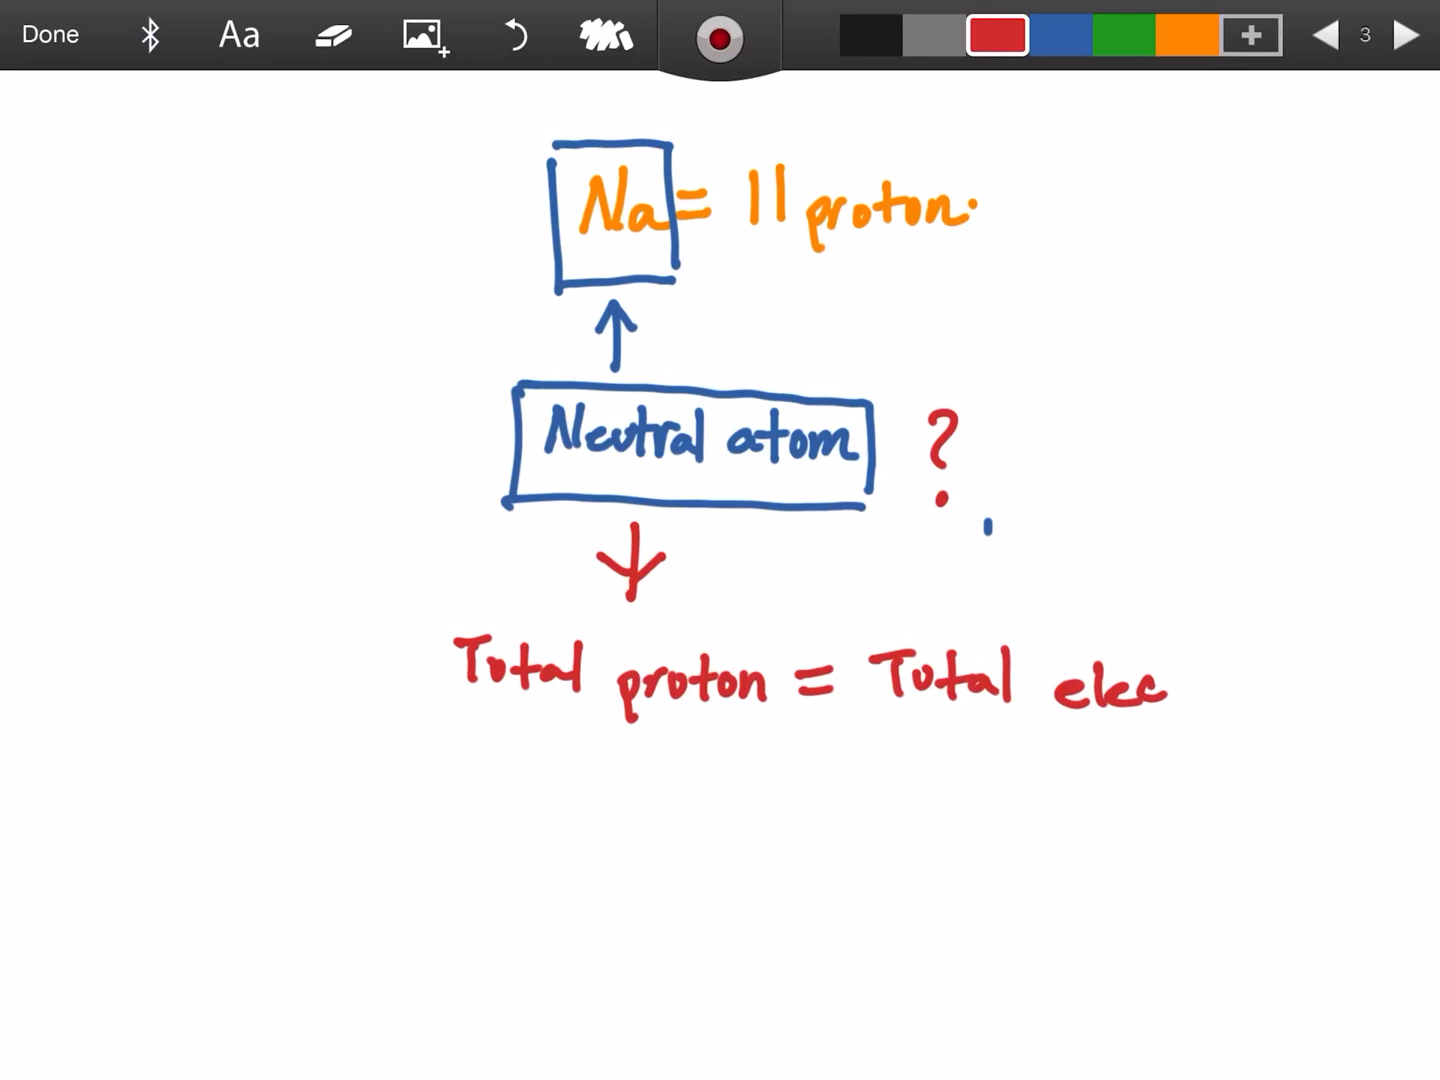 Done Aa 3
Na = 11 proton.
Neutral atom ?
Total proton = Total elec